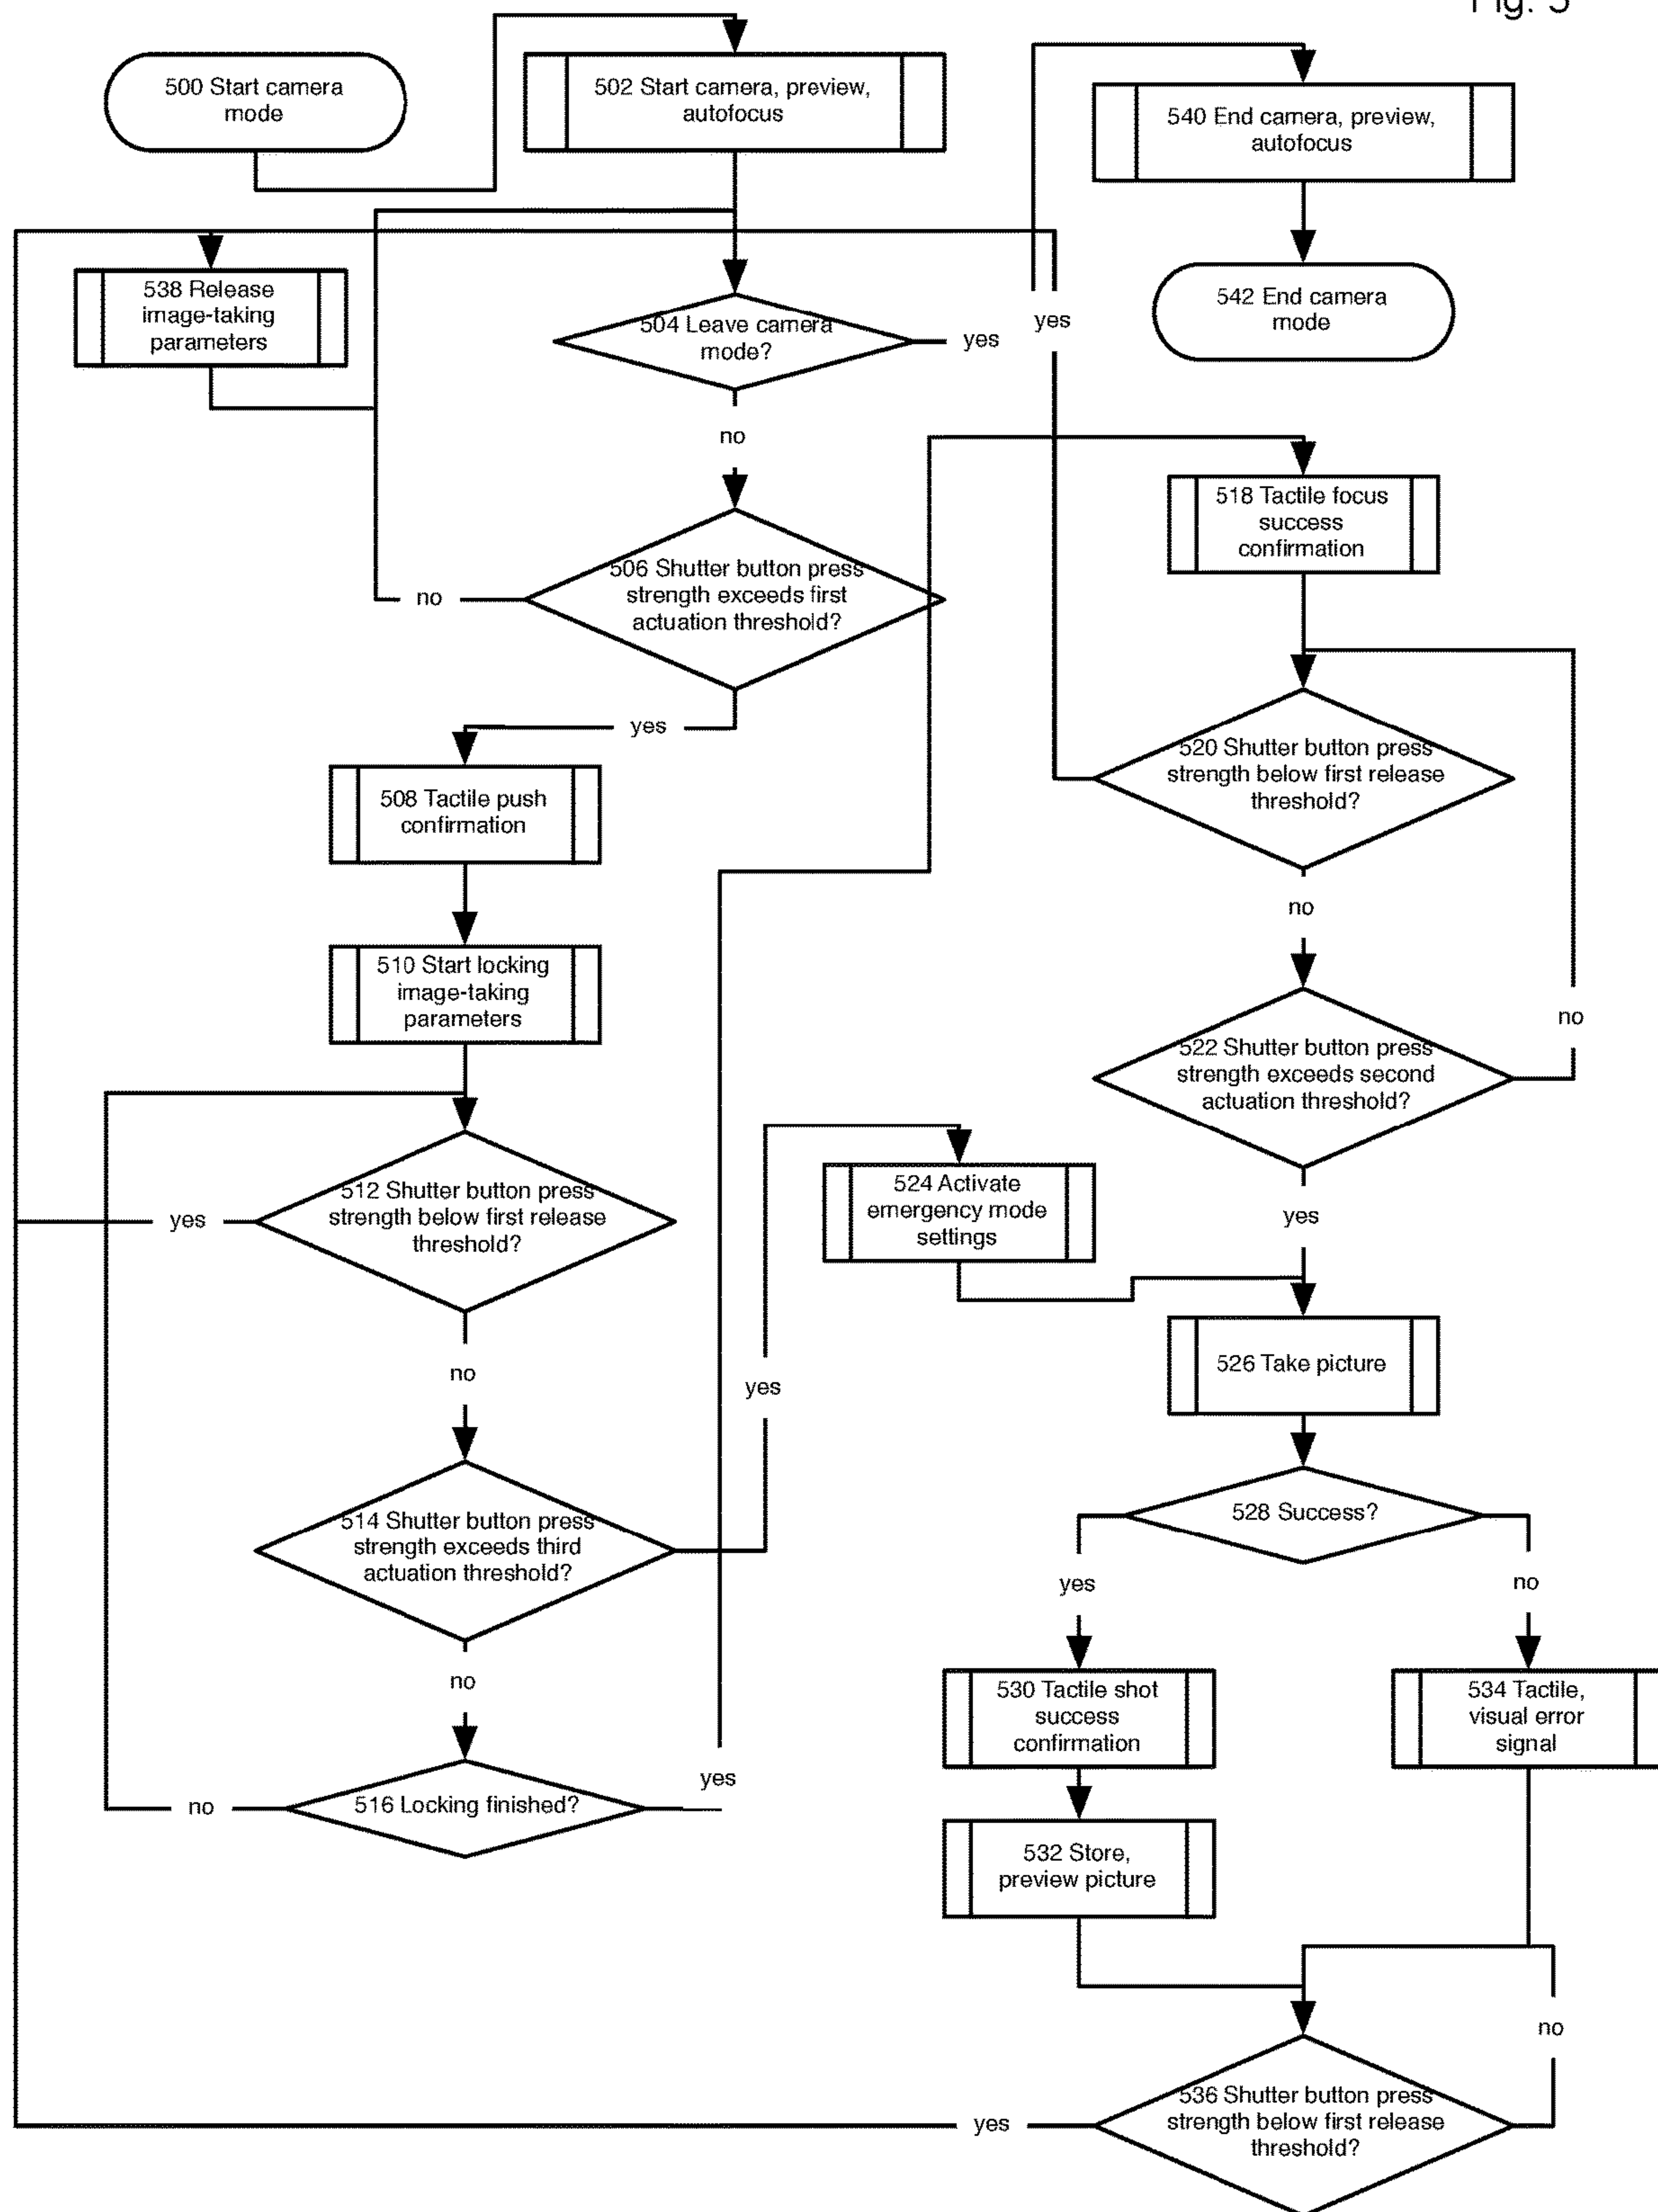 Fig. 5
500 Start camera
mode
502 Start camera, preview,
autofocus
540 End camera, preview,
autofocus
538 Release
image-taking
parameters
504 Leave camera
mode?
yes
yes
542 End camera
mode
no
518 Tactile focus
success
confirmation
506 Shutter button press
strength exceeds first
actuation threshold?
no
yes
520 Shutter button press
strength below first release
threshold?
508 Tactile push
confirmation
no
510 Start locking
image-taking
parameters
no
522 Shutter button press
strength exceeds second
actuation threshold?
512 Shutter button press
strength below first release
threshold?
yes
524 Activate
emergency mode
settings
yes
no
yes
526 Take picture
514 Shutter button press
strength exceeds third
actuation threshold?
528 Success?
yes
no
no
530 Tactile shot
success
confirmation
534 Tactile,
visual error
signal
yes
516 Locking finished?
no
532 Store,
preview picture
no
536 Shutter button press
strength below first release
threshold?
yes